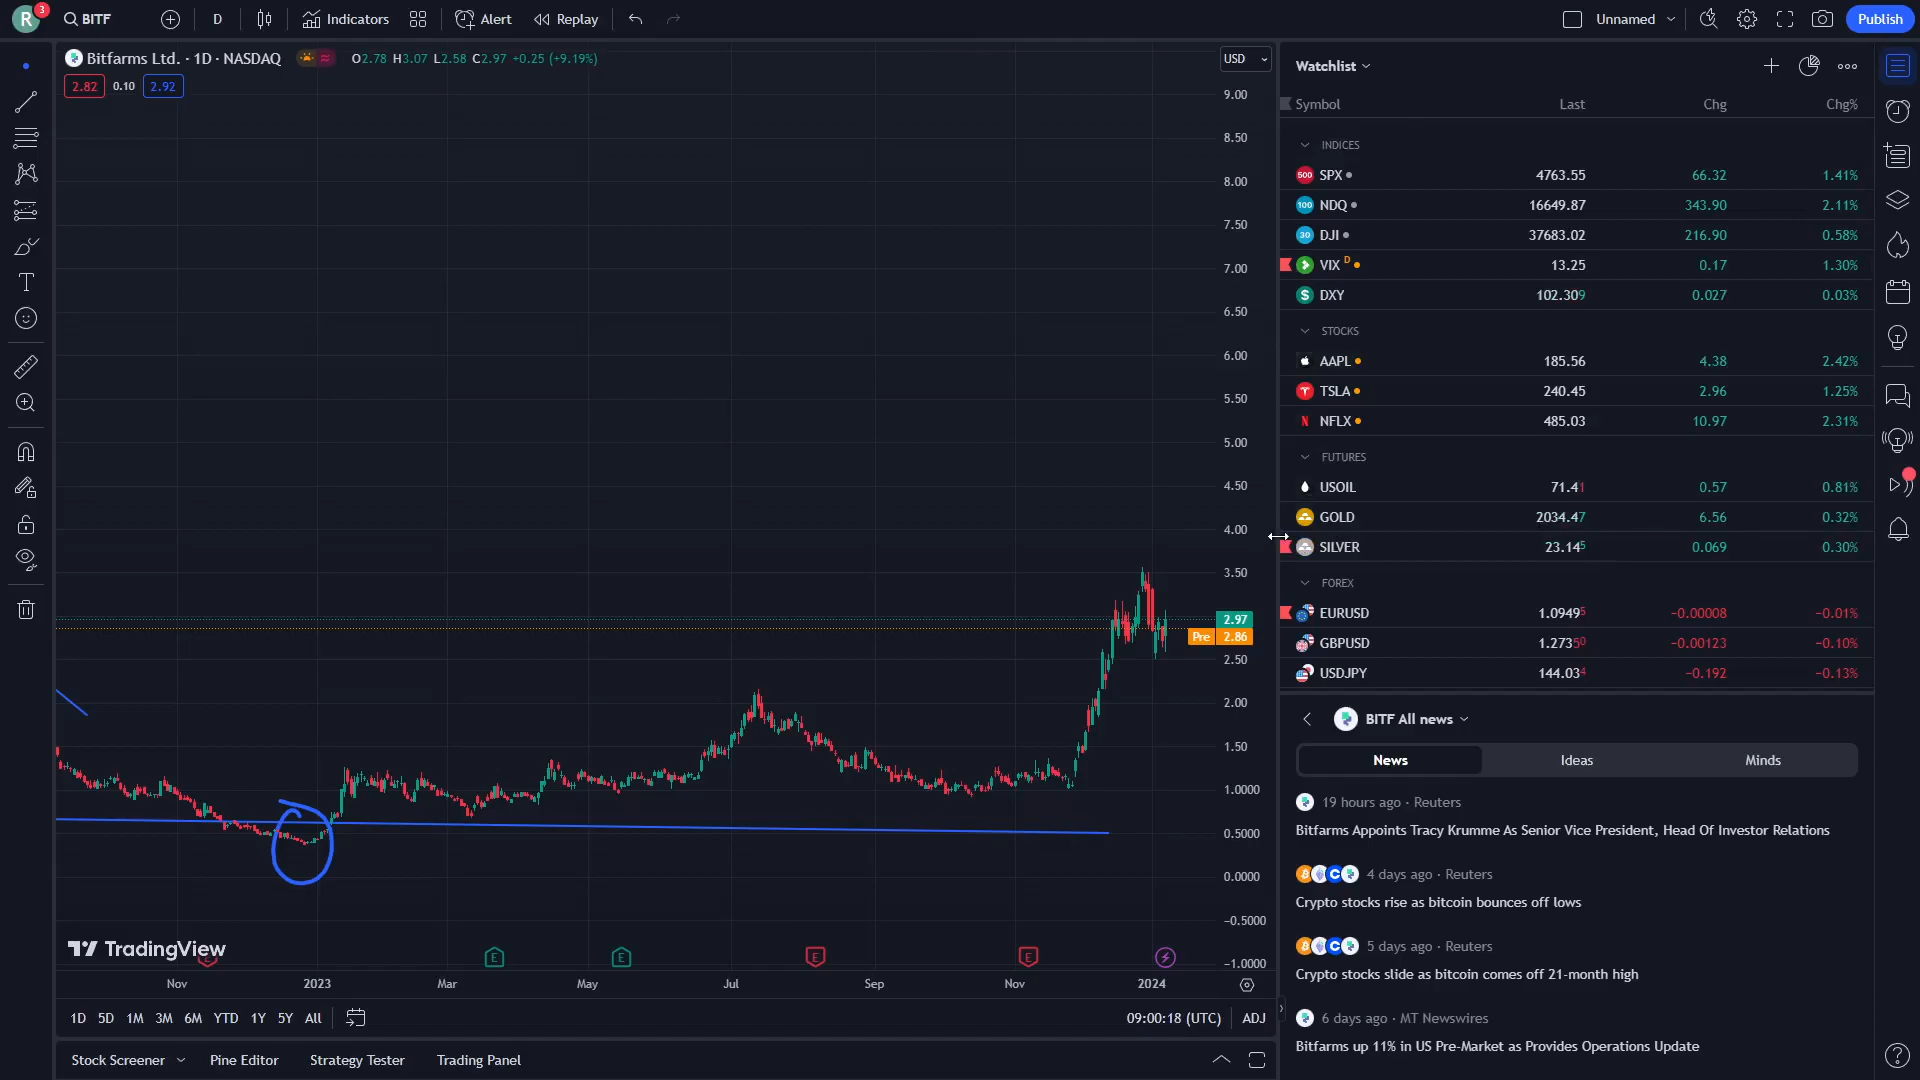 R 3 BITF D Indicators Alert Replay Unnamed Publish
Bitfarms Ltd. · 1D · NASDAQ O2.78 H3.07 L2.58 C2.97 +0.25 (+9.19%) USD
2.82 0.10 2.92
9.00
8.50
8.00
7.50
7.00
6.50
6.00
5.50
5.00
4.50
4.00
3.50
2.97
Pre 2.86
2.50
2.00
1.50
1.0000
0.5000
0.0000
−0.5000
−1.0000
TradingView
E E E E E
Nov 2023 Mar May Jul Sep Nov 2024
1D 5D 1M 3M 6M YTD 1Y 5Y All 09:00:18 (UTC) ADJ
Stock Screener Pine Editor Strategy Tester Trading Panel
Watchlist
Symbol Last Chg Chg%
INDICES
500 SPX 4763.55 66.32 1.41%
100 NDQ 16649.87 343.90 2.11%
30 DJI 37683.02 216.90 0.58%
VIX D 13.25 0.17 1.30%
$ DXY 102.309 0.027 0.03%
STOCKS
AAPL 185.56 4.38 2.42%
TSLA 240.45 2.96 1.25%
N NFLX 485.03 10.97 2.31%
FUTURES
USOIL 71.41 0.57 0.81%
GOLD 2034.47 6.56 0.32%
SILVER 23.145 0.069 0.30%
FOREX
EURUSD 1.09495 −0.00008 −0.01%
GBPUSD 1.27350 −0.00123 −0.10%
USDJPY 144.034 −0.192 −0.13%
BITF All news
News Ideas Minds
19 hours ago · Reuters
Bitfarms Appoints Tracy Krumme As Senior Vice President, Head Of Investor Relations
4 days ago · Reuters
Crypto stocks rise as bitcoin bounces off lows
5 days ago · Reuters
Crypto stocks slide as bitcoin comes off 21-month high
6 days ago · MT Newswires
Bitfarms up 11% in US Pre-Market as Provides Operations Update